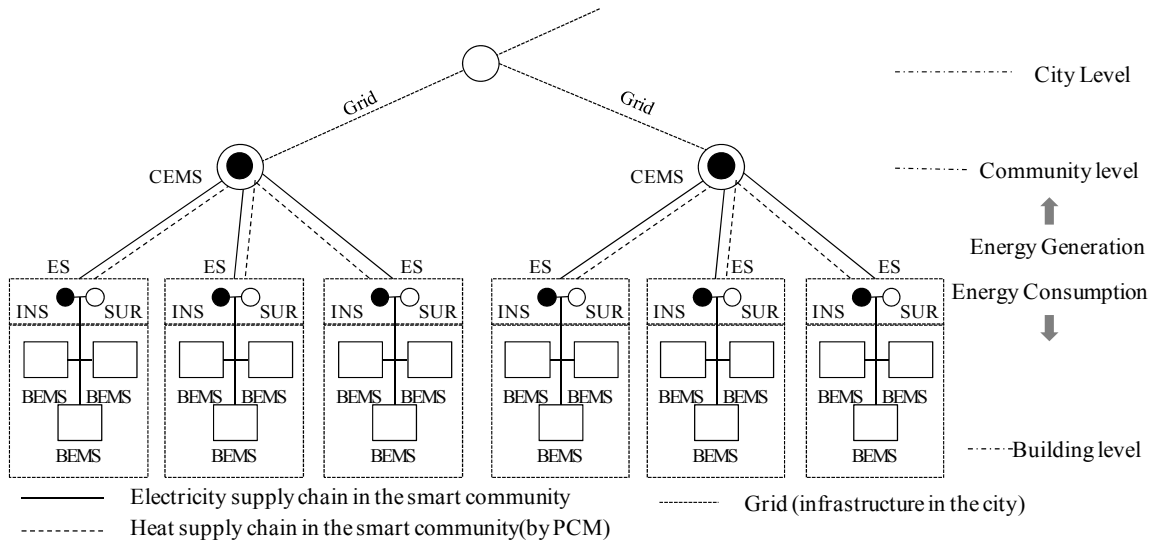 Grid
Grid
City Level
CEMS
CEMS
Community level
Energy Generation
Energy Consumption
ES
ES
ES
ES
ES
ES
INS SUR
INS SUR
INS SUR
INS SUR
INS SUR
INS SUR
BEMS BEMS
BEMS BEMS
BEMS BEMS
BEMS BEMS
BEMS BEMS
BEMS BEMS
BEMS
BEMS
BEMS
BEMS
BEMS
BEMS
Building level
Electricity supply chain in the smart community
Grid (infrastructure in the city)
Heat supply chain in the smart community(by PCM)